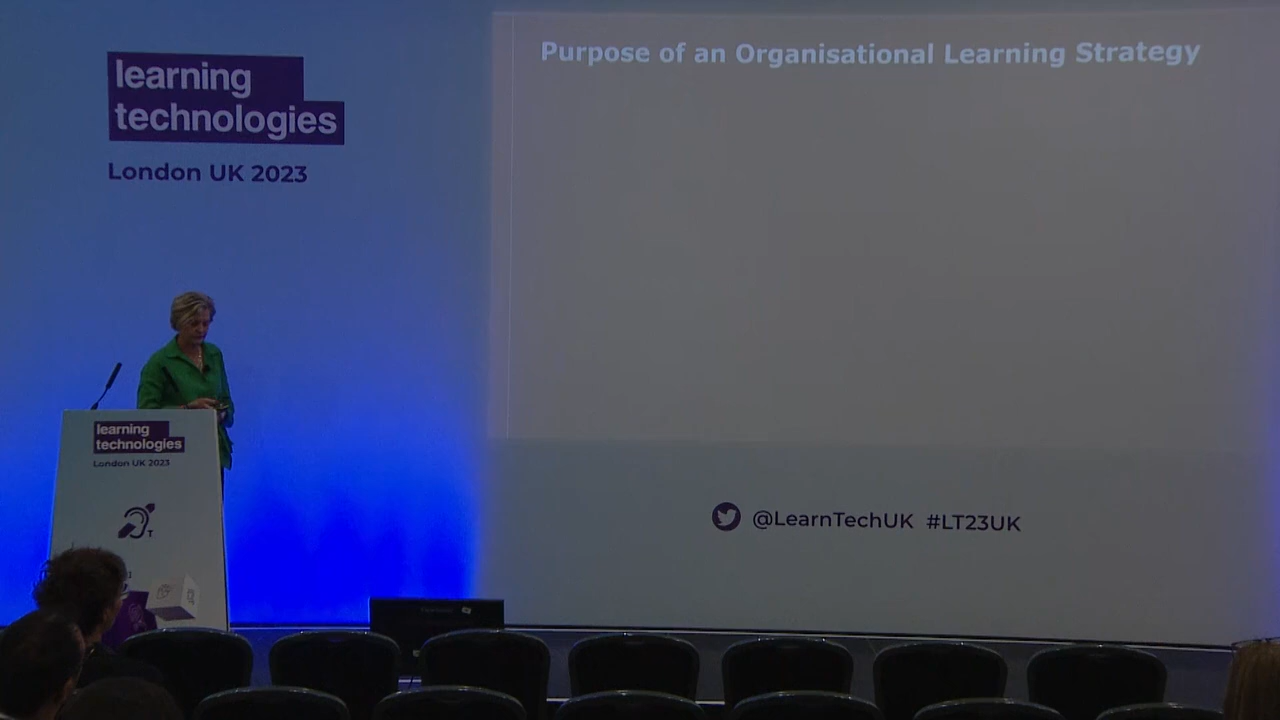 learning
technologies
London UK 2023
Purpose of an Organisational Learning Strategy
learning
technologies
London UK 2023
T
@LearnTechUK #LT23UK